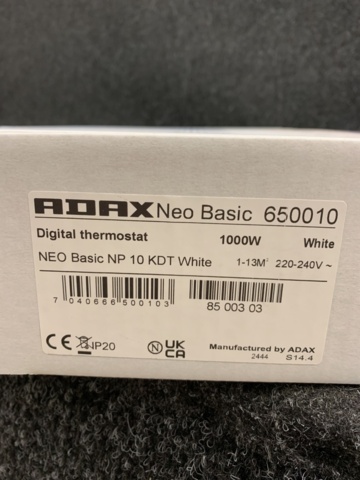 ADAX Neo Basic 650010
Digital thermostat 1000W White
NEO Basic NP 10 KDT White 1-13M² 220-240V ~
7 040666 500103
85 003 03
CE IP20 N UK CA Manufactured by ADAX
2444 S14.4